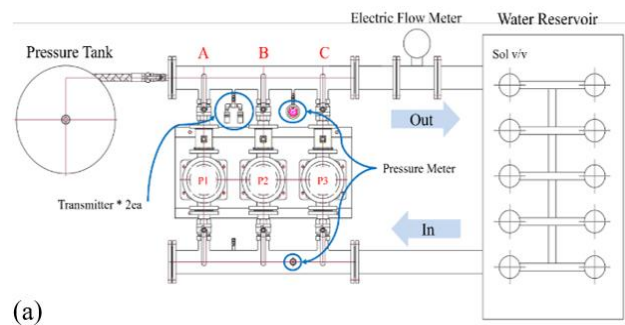 Electric Flow Meter
Water Reservoir
Pressure Tank
A
B
C
Sol v/v
Out
Pressure Meter
P1
P2
P3
Transmitter * 2ea
In
(a)